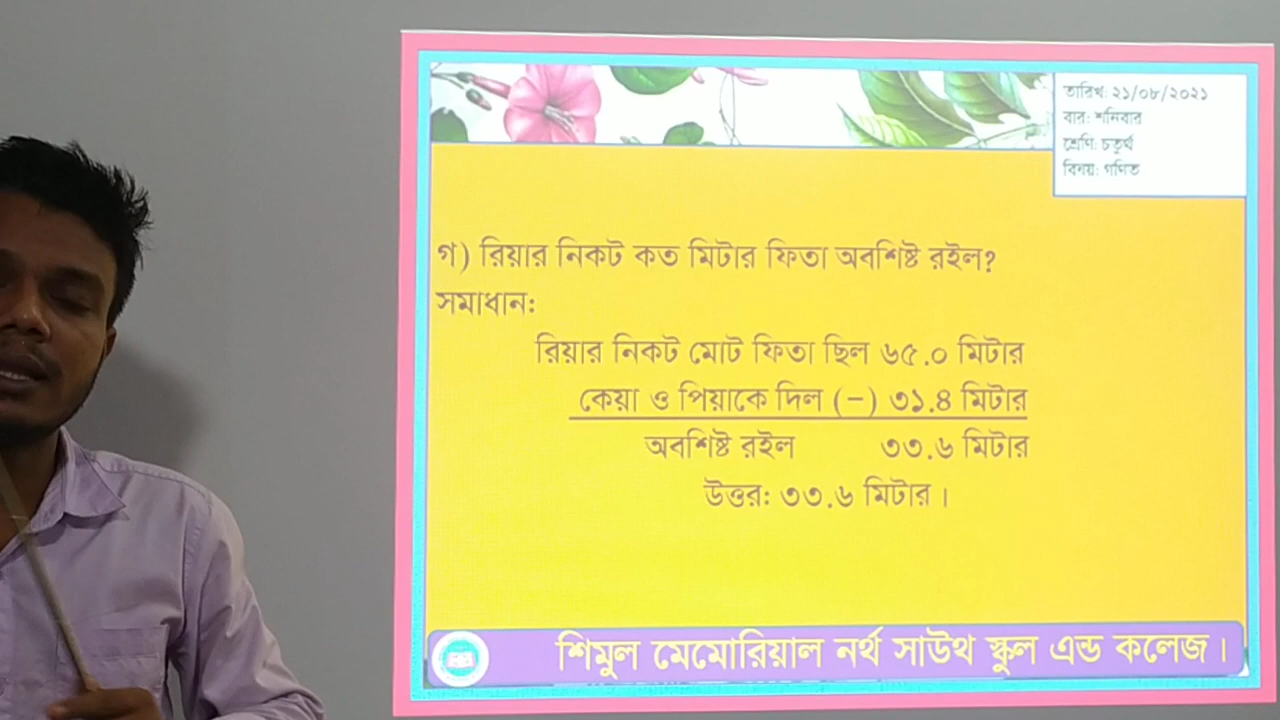 তারিখ: ২১/০৮/২০২১
বার: শনিবার
শ্রেণি: চতুর্থ
বিষয়: গণিত
গ) রিয়ার নিকট কত মিটার ফিতা অবশিষ্ট রইল?
সমাধান:
রিয়ার নিকট মোট ফিতা ছিল ৬৫.০ মিটার
কেয়া ও পিয়াকে দিল (−) ৩১.৪ মিটার
অবশিষ্ট রইল ৩৩.৬ মিটার
উত্তর: ৩৩.৬ মিটার।
শিমুল মেমোরিয়াল নর্থ সাউথ স্কুল এন্ড কলেজ।